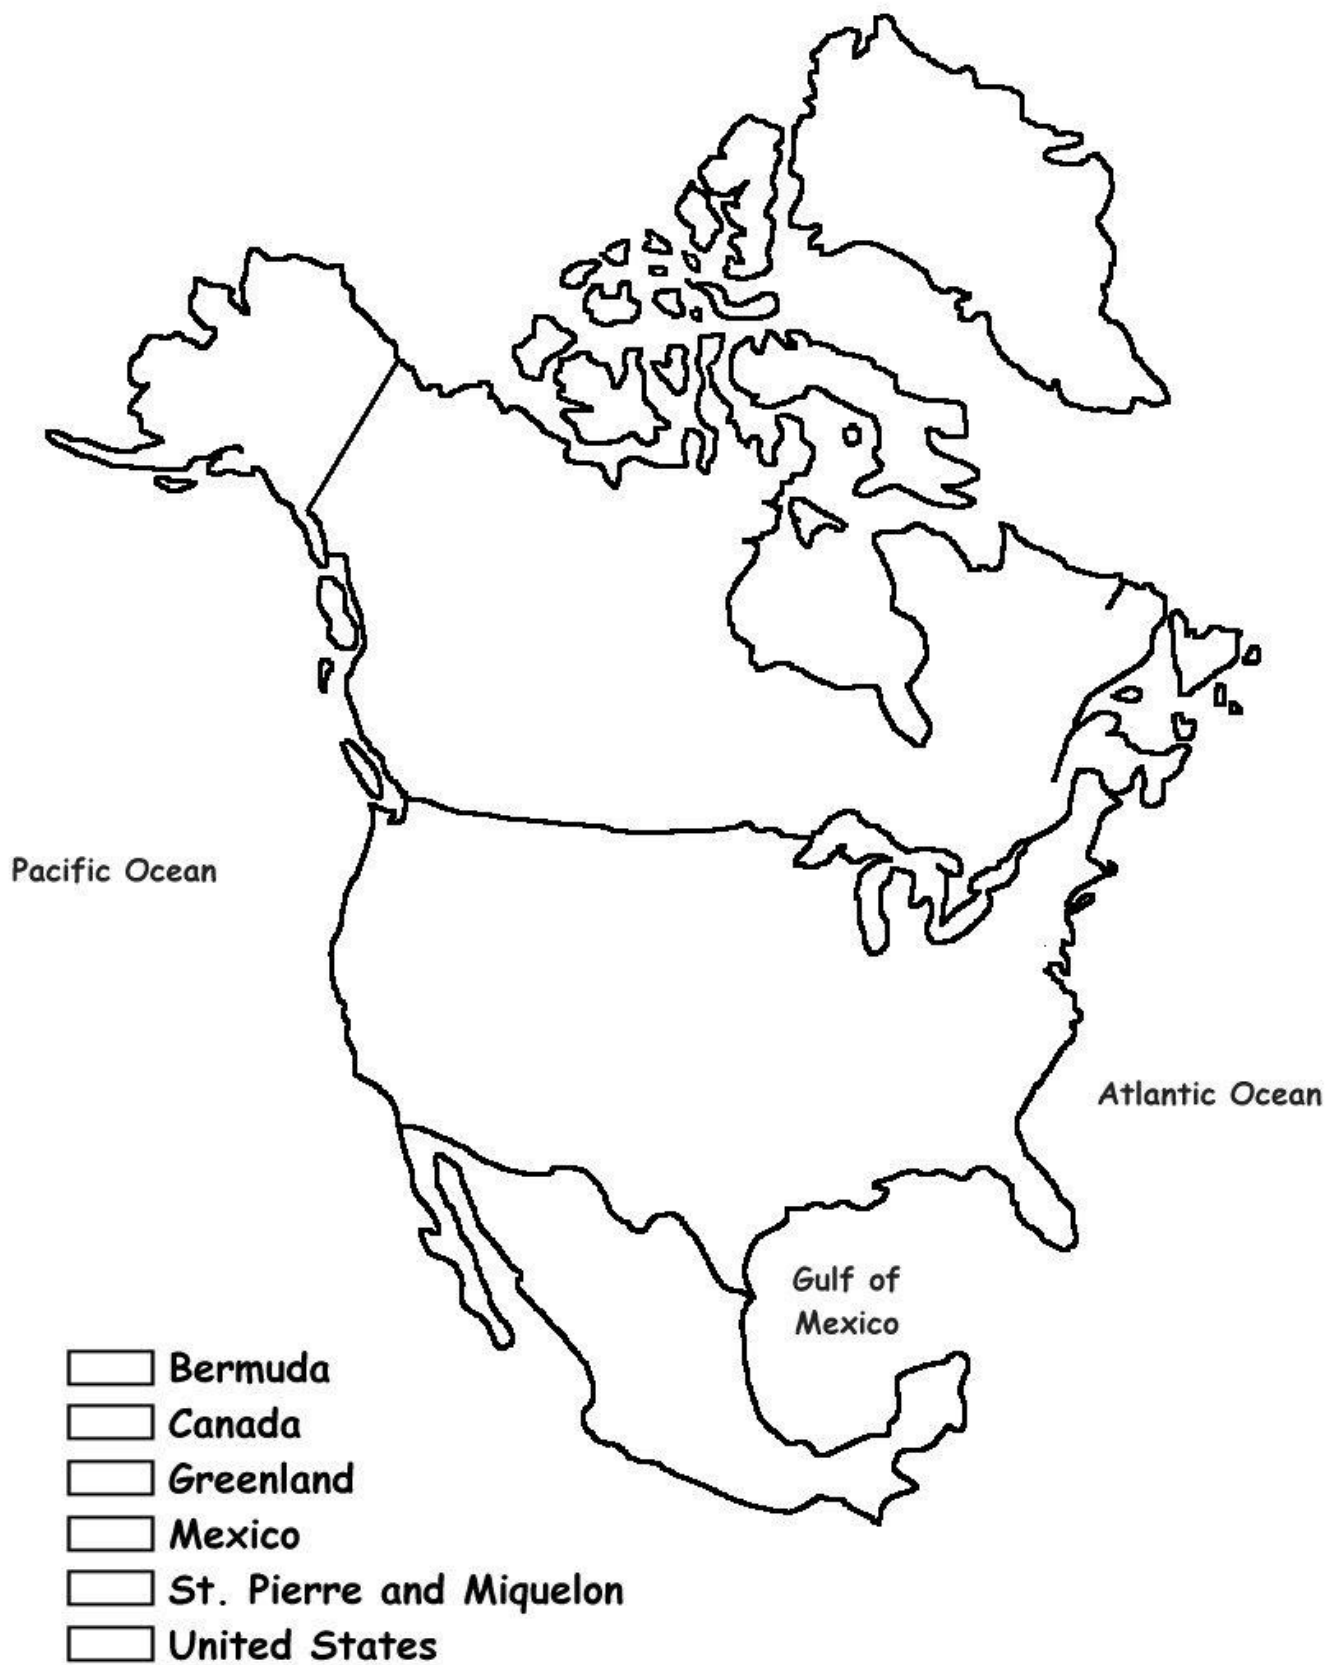 Pacific Ocean
Atlantic Ocean
Gulf of
Mexico
Bermuda
Canada
Greenland
Mexico
St. Pierre and Miquelon
United States